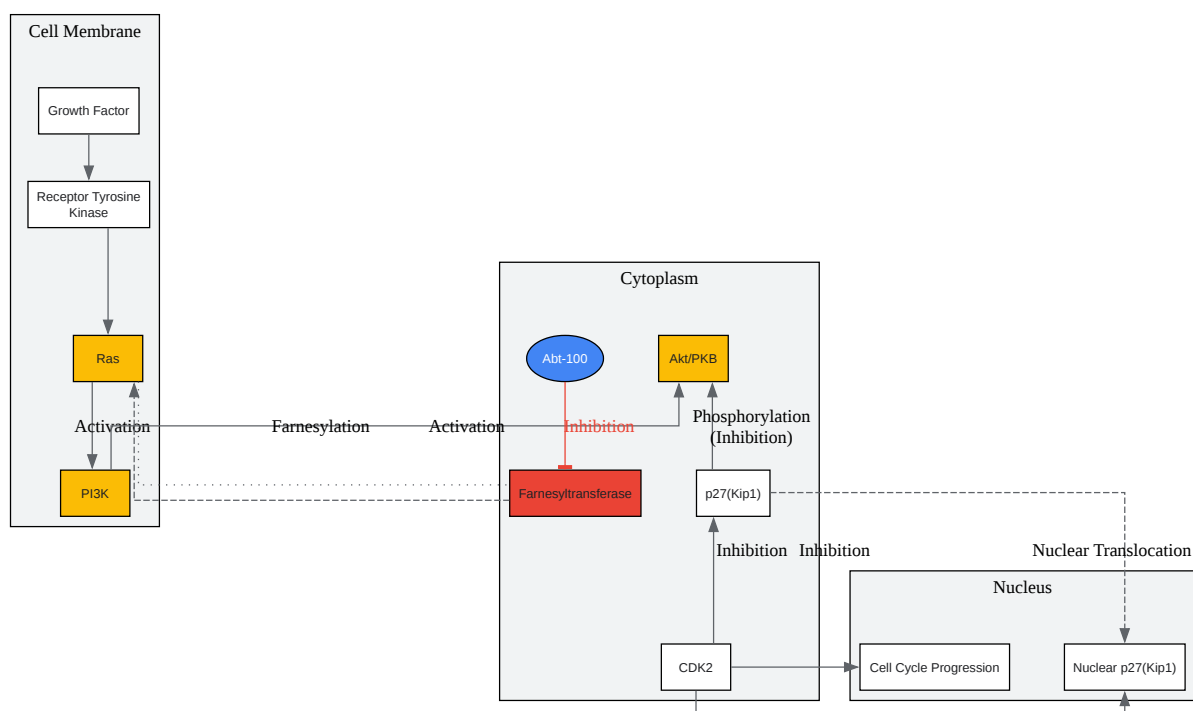 Cell Membrane
Growth Factor
Receptor Tyrosine
Kinase
Cytoplasm
Ras
Abt-100
Akt/PKB
Activation
Farnesylation
Activation
Inhibition
Phosphorylation
(Inhibition)
PI3K
Farnesyltransferase
p27(Kip1)
Inhibition
Inhibition
Nuclear Translocation
Nucleus
CDK2
Cell Cycle Progression
Nuclear p27(Kip1)